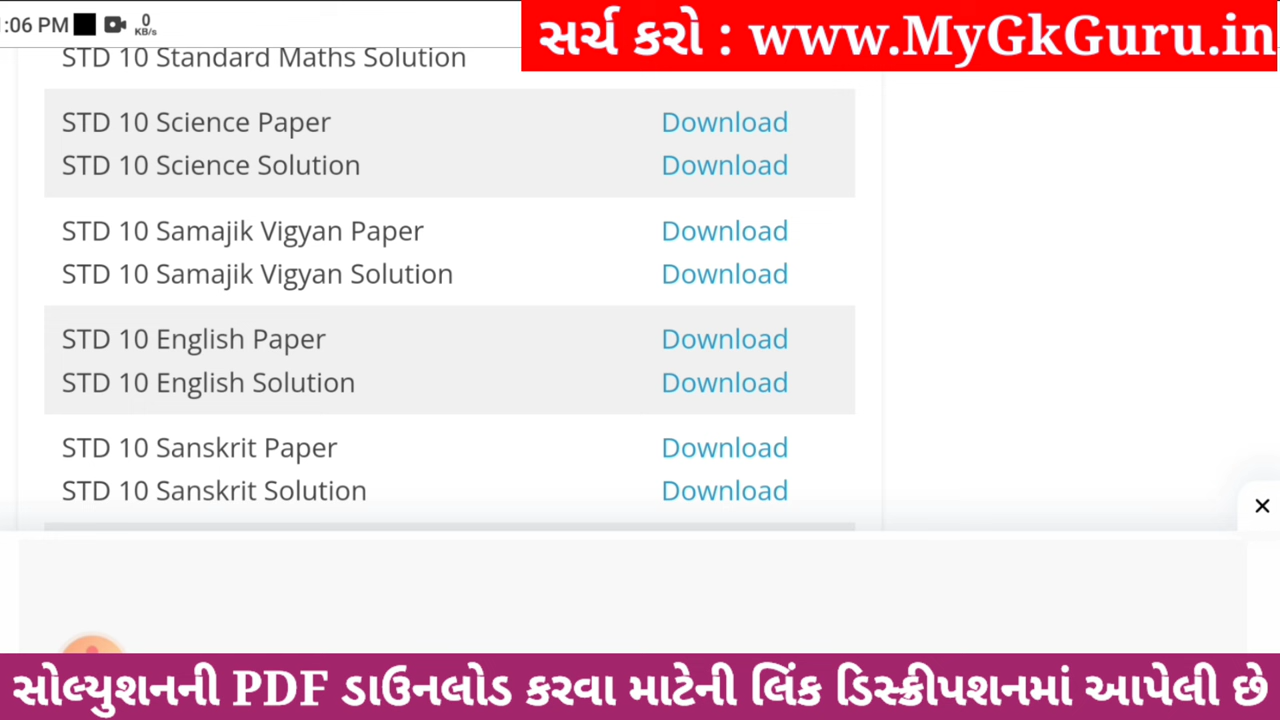 :06 PM 0 KB/s
સર્ચ કરો : www.MyGkGuru.in
STD 10 Standard Maths Solution
STD 10 Science Paper Download
STD 10 Science Solution Download
STD 10 Samajik Vigyan Paper Download
STD 10 Samajik Vigyan Solution Download
STD 10 English Paper Download
STD 10 English Solution Download
STD 10 Sanskrit Paper Download
STD 10 Sanskrit Solution Download
સોલ્યુશનની PDF ડાઉનલોડ કરવા માટેની લિંક ડિસ્ક્રીપશનમાં આપેલી છે